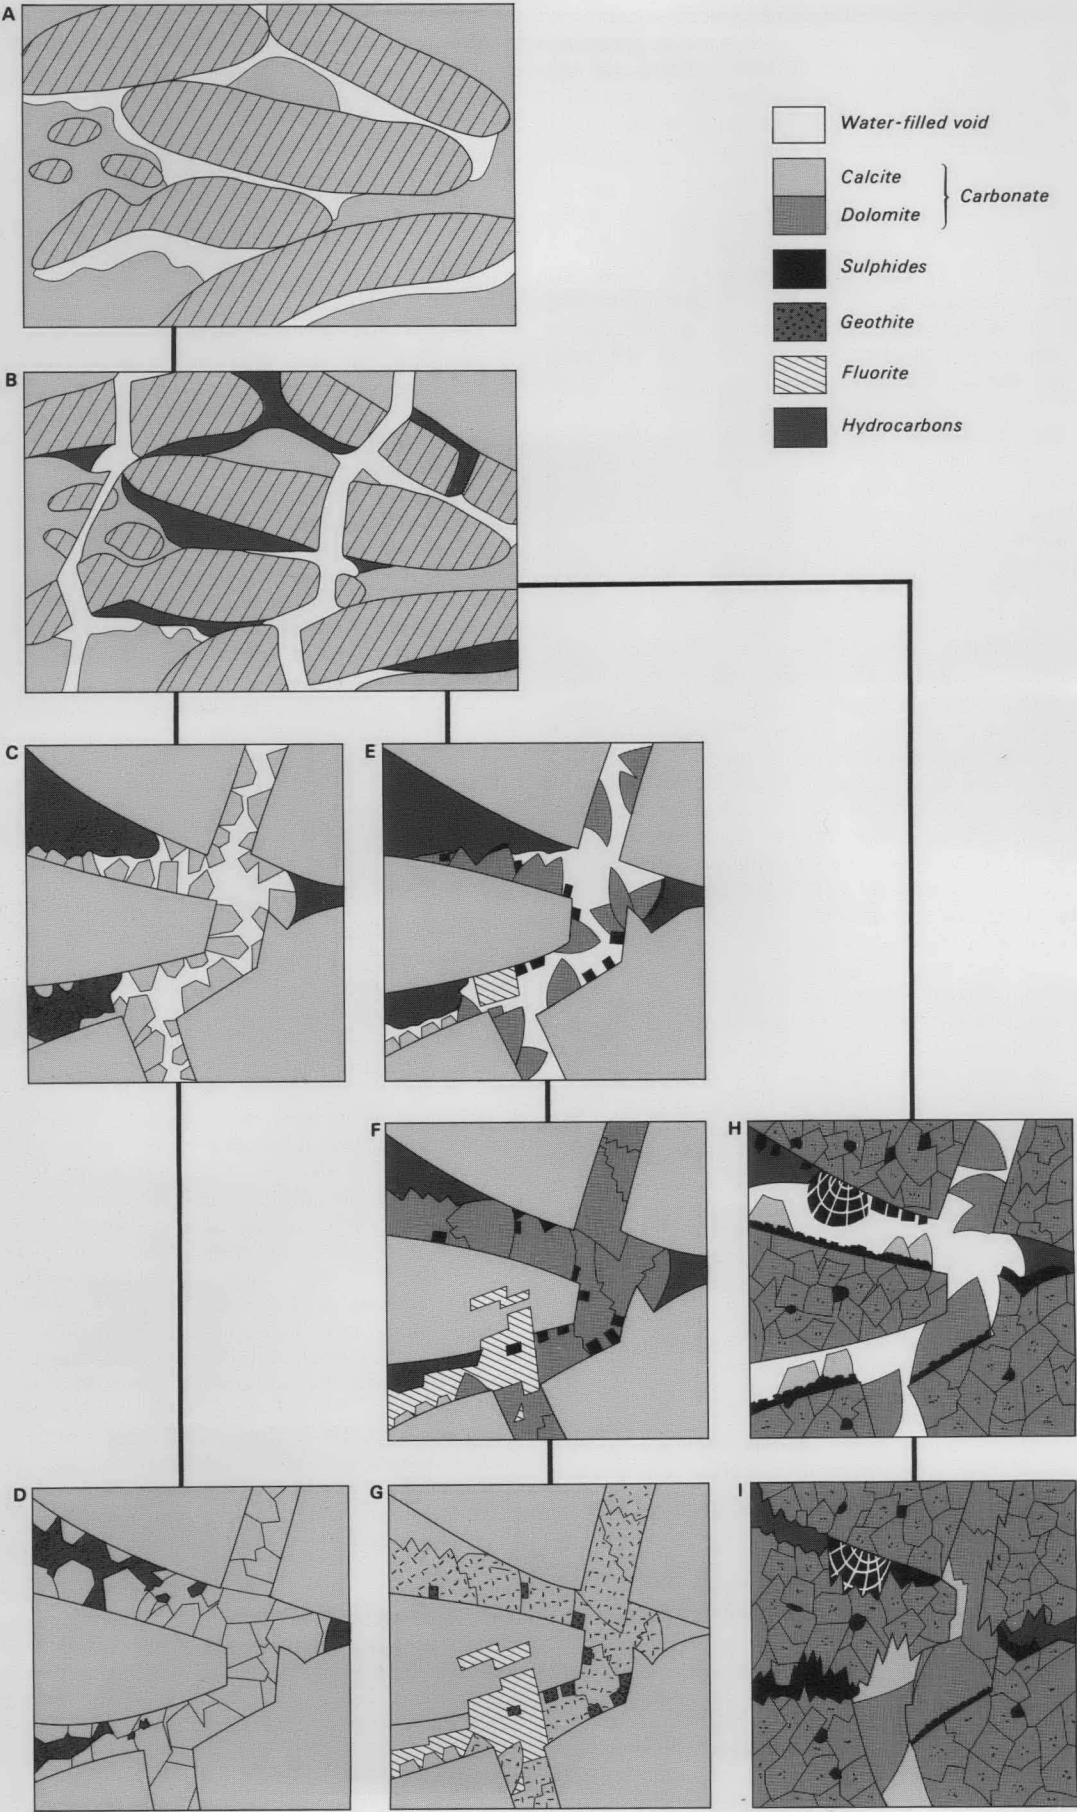 A
Water-filled void
Calcite
Carbonate
Dolomite
Sulphides
Geothite
Fluorite
B
Hydrocarbons
C
E
F
H
D
G
I